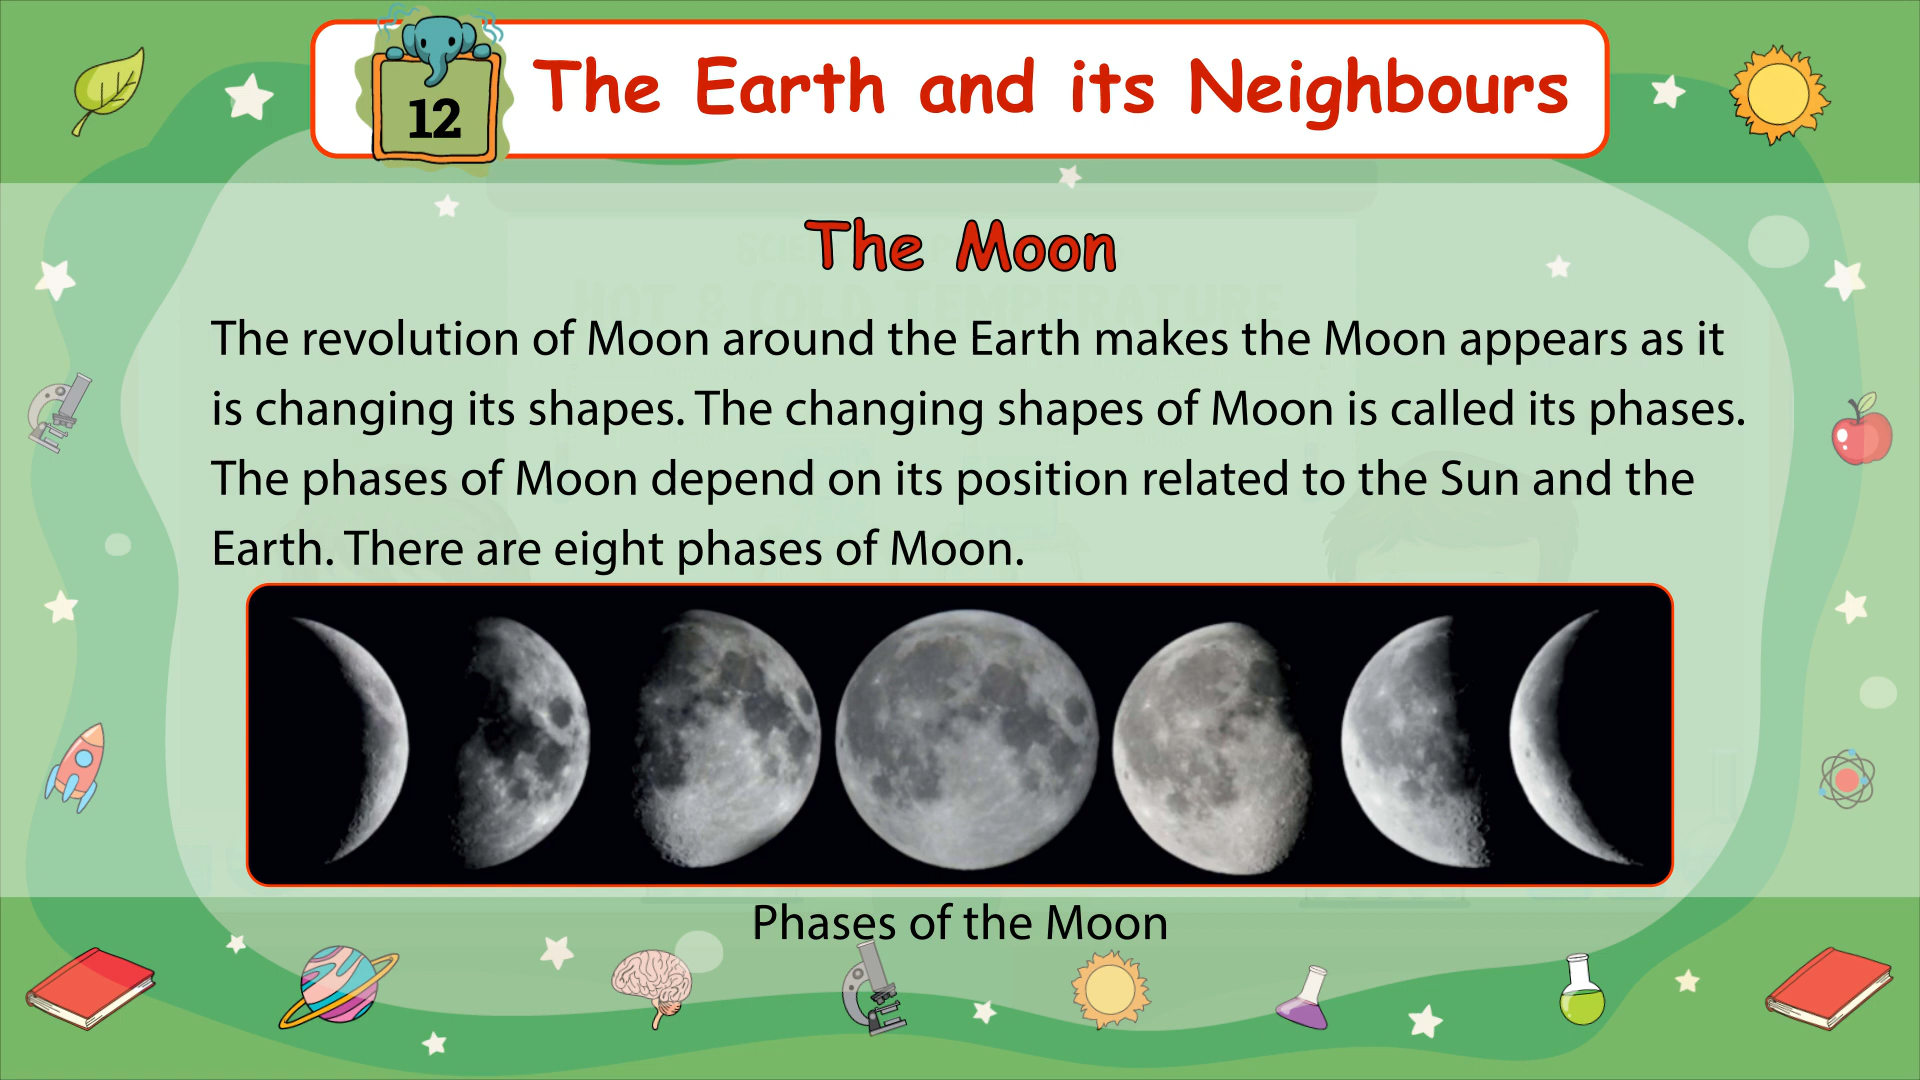 12
The Earth and its Neighbours
The Moon
The revolution of Moon around the Earth makes the Moon appears as it
is changing its shapes. The changing shapes of Moon is called its phases.
The phases of Moon depend on its position related to the Sun and the
Earth. There are eight phases of Moon.
Phases of the Moon